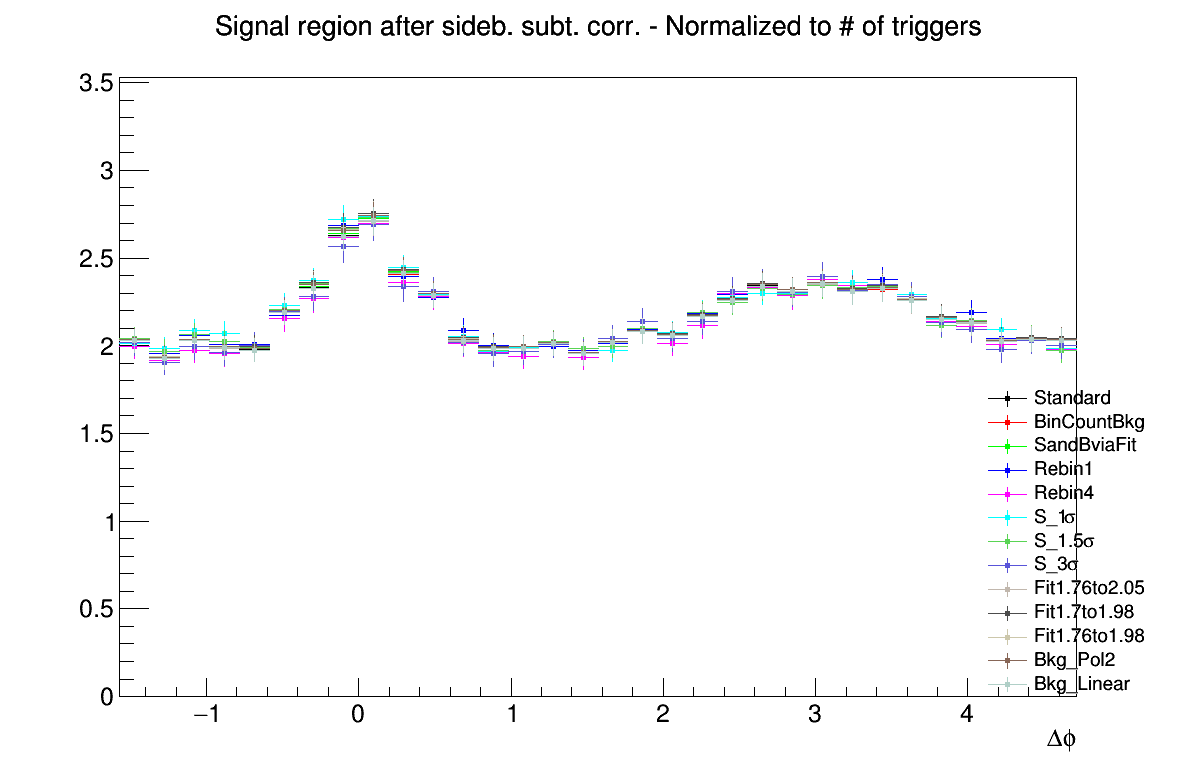 Signal region after sideb. subt. corr. - Normalized to # of triggers
3.5
3
2.5
2
1.5
1
0.5
0
Standard
BinCountBkg
SandBviaFit
Rebin1
Rebin4
S_1σ
S_1.5σ
S_3σ
Fit1.76to2.05
Fit1.7to1.98
Fit1.76to1.98
Bkg_Pol2
Bkg_Linear
−1 0 1 2 3 4
Δϕ